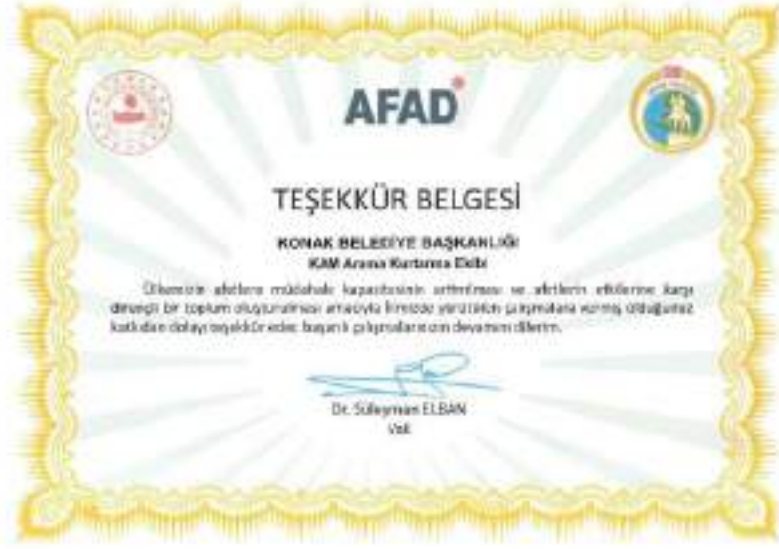 AFAD
TEŞEKKÜR BELGESİ
KONAK BELEDİYE BAŞKANLIĞI
KAM Arama Kurtarma Ekibi
Ülkemizin afetlere müdahale kapasitesinin arttırılması ve afetlerin etkilerine karşı
dirençli bir toplum oluşturulması amacıyla İlimizde yürütülen çalışmalara vermiş olduğunuz
katkıdan dolayı teşekkür eder, başarılı çalışmalarınızın devamını dilerim.
Dr. Süleyman ELBAN
Vali